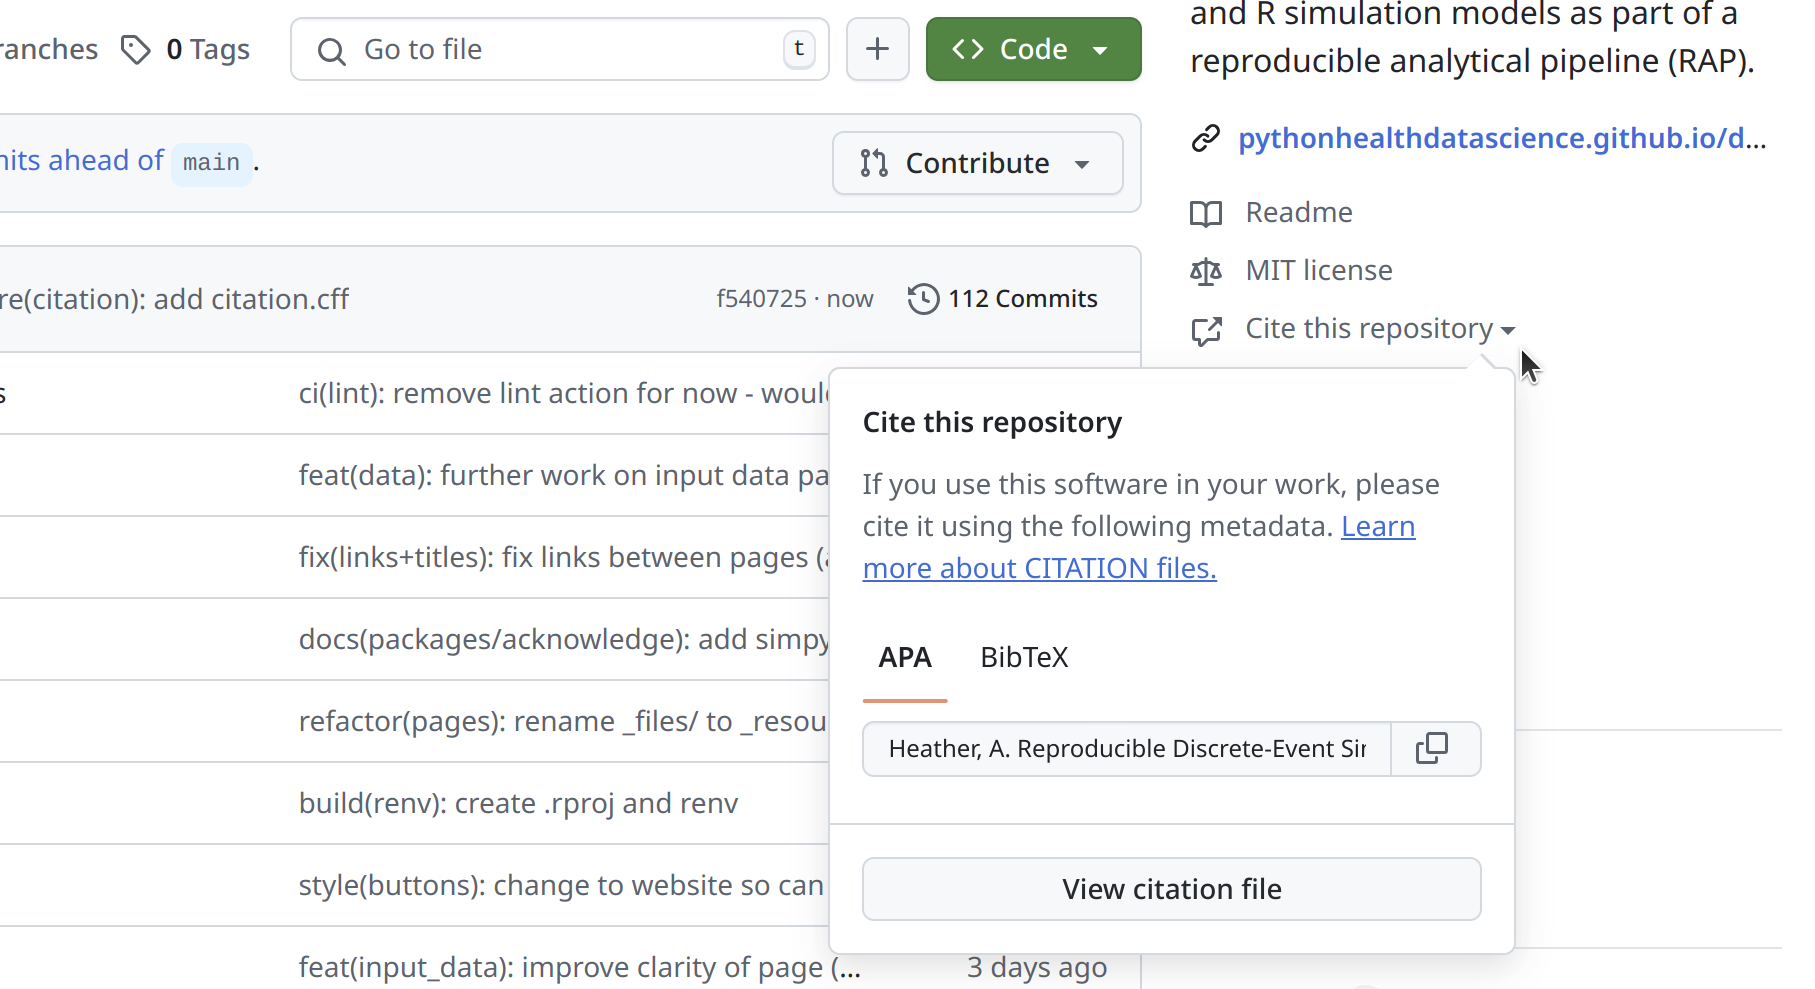 ranches 0 Tags Go to file t + Code
and R simulation models as part of a
reproducible analytical pipeline (RAP).
pythonhealthdatascience.github.io/d...
Readme
MIT license
Cite this repository
ahead of main . Contribute
re(citation): add citation.cff f540725 · now 112 Commits
s ci(lint): remove lint action for now - woul
feat(data): further work on input data pa
fix(links+titles): fix links between pages (
docs(packages/acknowledge): add simpy
refactor(pages): rename _files/ to _resou
build(renv): create .rproj and renv
style(buttons): change to website so can
feat(input_data): improve clarity of page (... 3 days ago
Cite this repository
If you use this software in your work, please
cite it using the following metadata. Learn
more about CITATION files.
APA BibTeX
Heather, A. Reproducible Discrete-Event Sir
View citation file